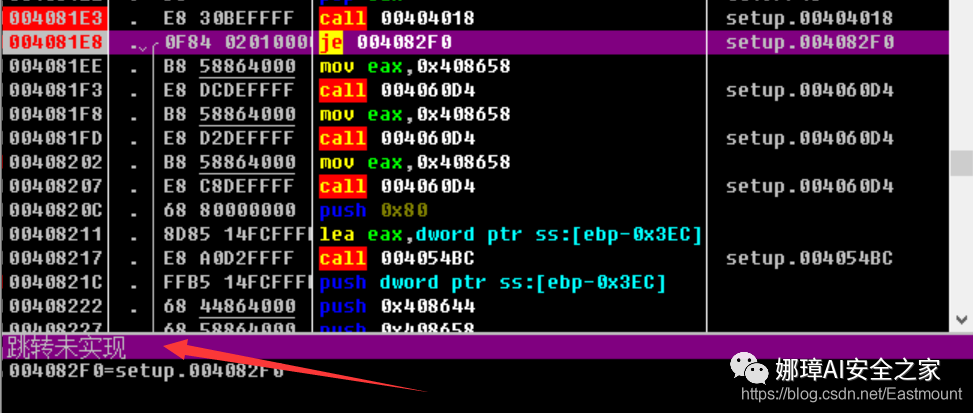 004081E3 . E8 30BEFFFF call 00404018 setup.00404018
004081E8 . 0F84 0201000 je 004082F0 setup.004082F0
004081EE . B8 58864000 mov eax,0x408658
004081F3 . E8 DCDEFFFF call 004060D4 setup.004060D4
004081F8 . B8 58864000 mov eax,0x408658
004081FD . E8 D2DEFFFF call 004060D4 setup.004060D4
00408202 . B8 58864000 mov eax,0x408658
00408207 . E8 C8DEFFFF call 004060D4 setup.004060D4
0040820C . 68 80000000 push 0x80
00408211 . 8D85 14FCFFF lea eax,dword ptr ss:[ebp-0x3EC]
00408217 . E8 A0D2FFFF call 004054BC setup.004054BC
0040821C . FFB5 14FCFFF push dword ptr ss:[ebp-0x3EC]
00408222 . 68 44864000 push 0x408644
00408227 . 68 58864000 push 0x408658
跳转未实现
004082F0=setup.004082F0
娜璋AI安全之家
https://blog.csdn.net/Eastmount